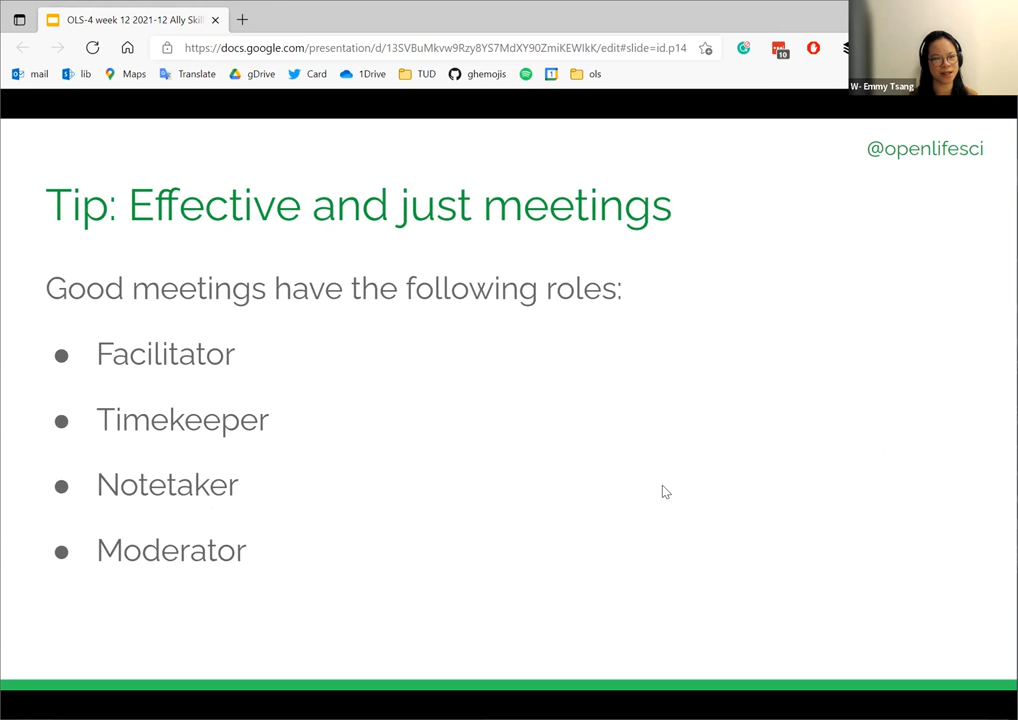 OLS-4 week 12 2021-12 Ally Skil
https://docs.google.com/presentation/d/13SVBuMkvw9Rzy8YS7MdXY90ZmiKEWIkK/edit#slide=id.p14
10
mail lib Maps Translate gDrive Card 1Drive TUD ghemojis 1 ols
W- Emmy Tsang
@openlifesci
Tip: Effective and just meetings
Good meetings have the following roles:
● Facilitator
● Timekeeper
● Notetaker
● Moderator